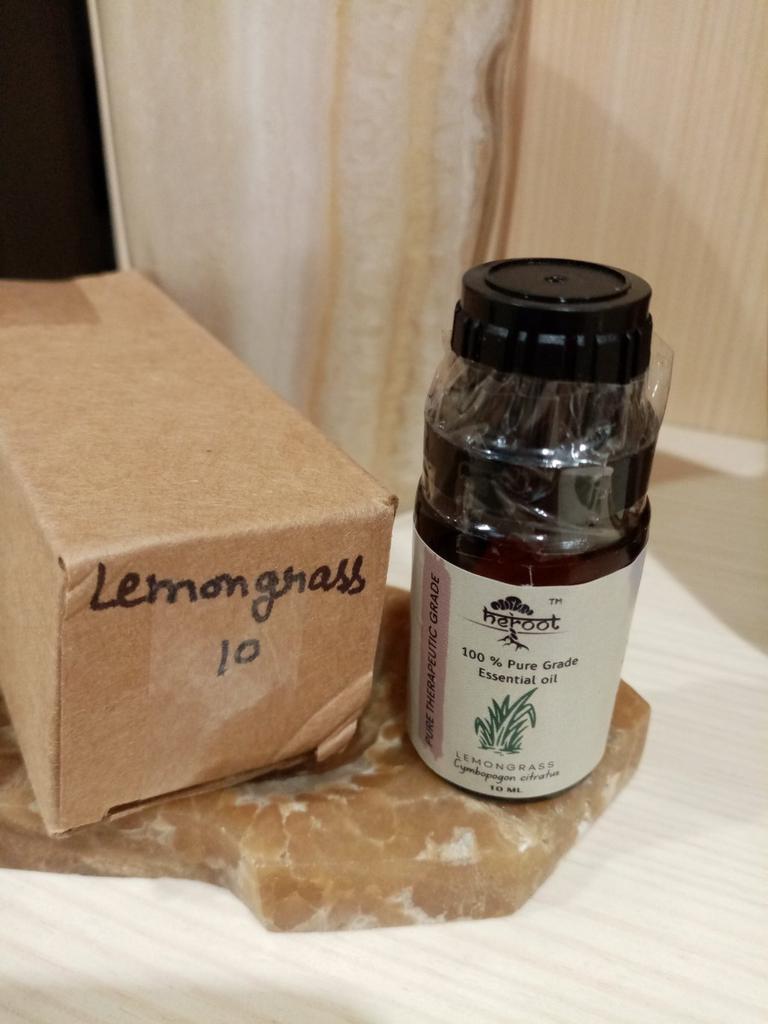 Lemongrass
10
PURE THERAPEUTIC GRADE
heroot TM
100 % Pure Grade
Essential oil
LEMONGRASS
Cymbopogon citratus
10 ML